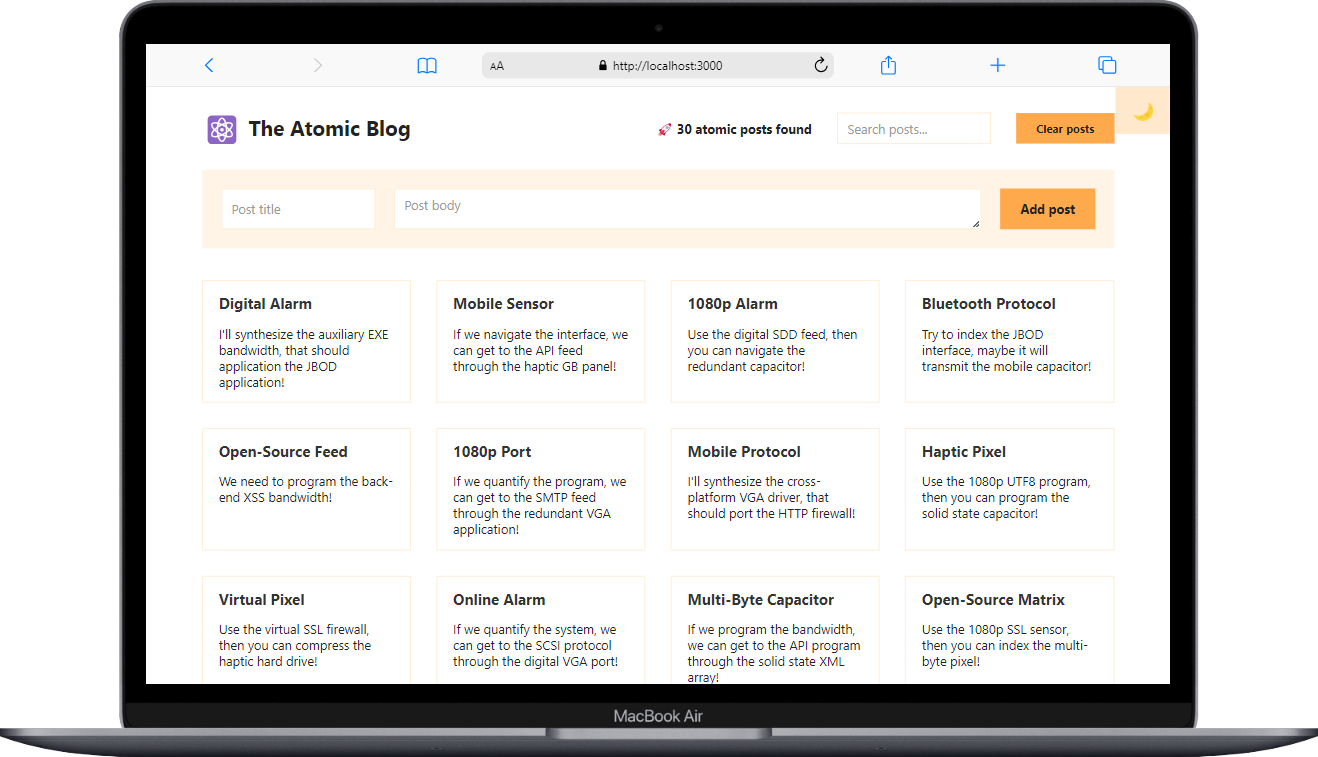 AA
http://localhost:3000
The Atomic Blog
🚀 30 atomic posts found
Search posts...
Clear posts
Post title
Post body
Add post
Digital Alarm
I'll synthesize the auxiliary EXE
bandwidth, that should
application the JBOD
application!
Mobile Sensor
If we navigate the interface, we
can get to the API feed
through the haptic GB panel!
1080p Alarm
Use the digital SDD feed, then
you can navigate the
redundant capacitor!
Bluetooth Protocol
Try to index the JBOD
interface, maybe it will
transmit the mobile capacitor!
Open-Source Feed
We need to program the back-
end XSS bandwidth!
1080p Port
If we quantify the program, we
can get to the SMTP feed
through the redundant VGA
application!
Mobile Protocol
I'll synthesize the cross-
platform VGA driver, that
should port the HTTP firewall!
Haptic Pixel
Use the 1080p UTF8 program,
then you can program the
solid state capacitor!
Virtual Pixel
Use the virtual SSL firewall,
then you can compress the
haptic hard drive!
Online Alarm
If we quantify the system, we
can get to the SCSI protocol
through the digital VGA port!
Multi-Byte Capacitor
If we program the bandwidth,
we can get to the API program
through the solid state XML
array!
Open-Source Matrix
Use the 1080p SSL sensor,
then you can index the multi-
byte pixel!
MacBook Air